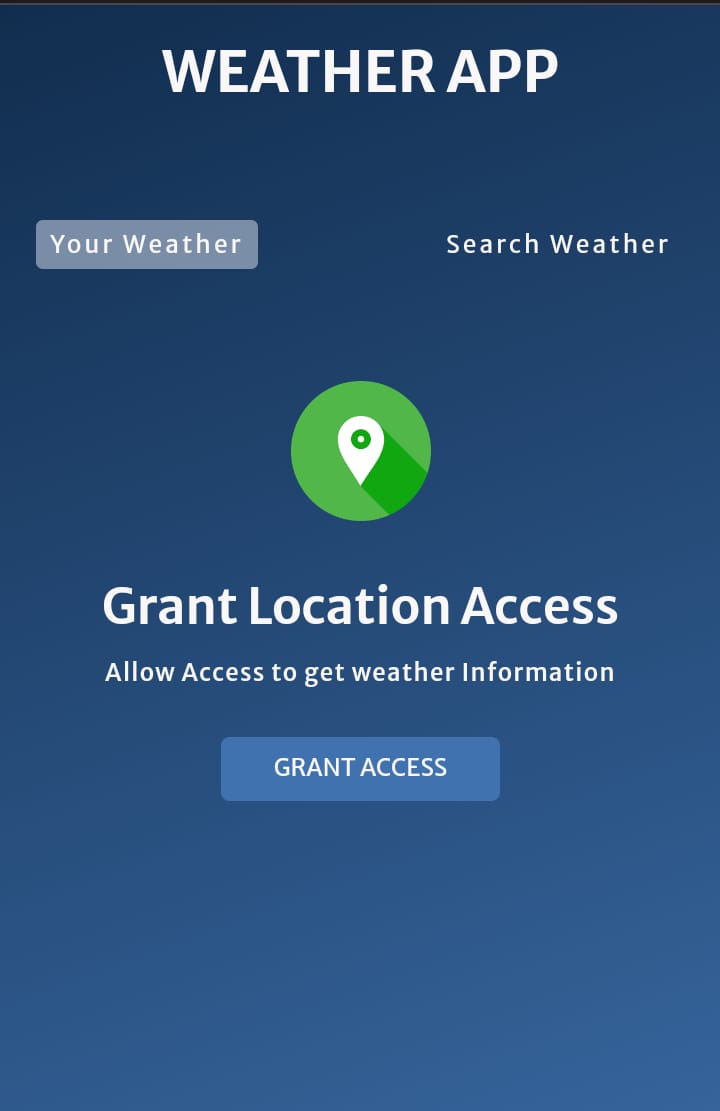 WEATHER APP
Your Weather
Search Weather
Grant Location Access
Allow Access to get weather Information
GRANT ACCESS